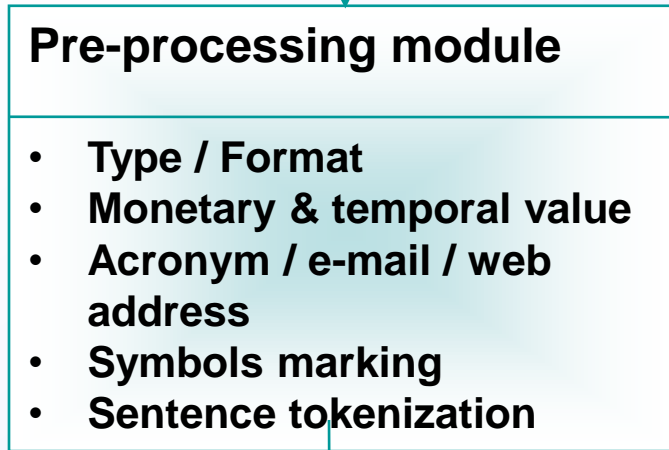 Pre-processing module
• Type / Format
• Monetary & temporal value
• Acronym / e-mail / web
address
• Symbols marking
• Sentence tokenization